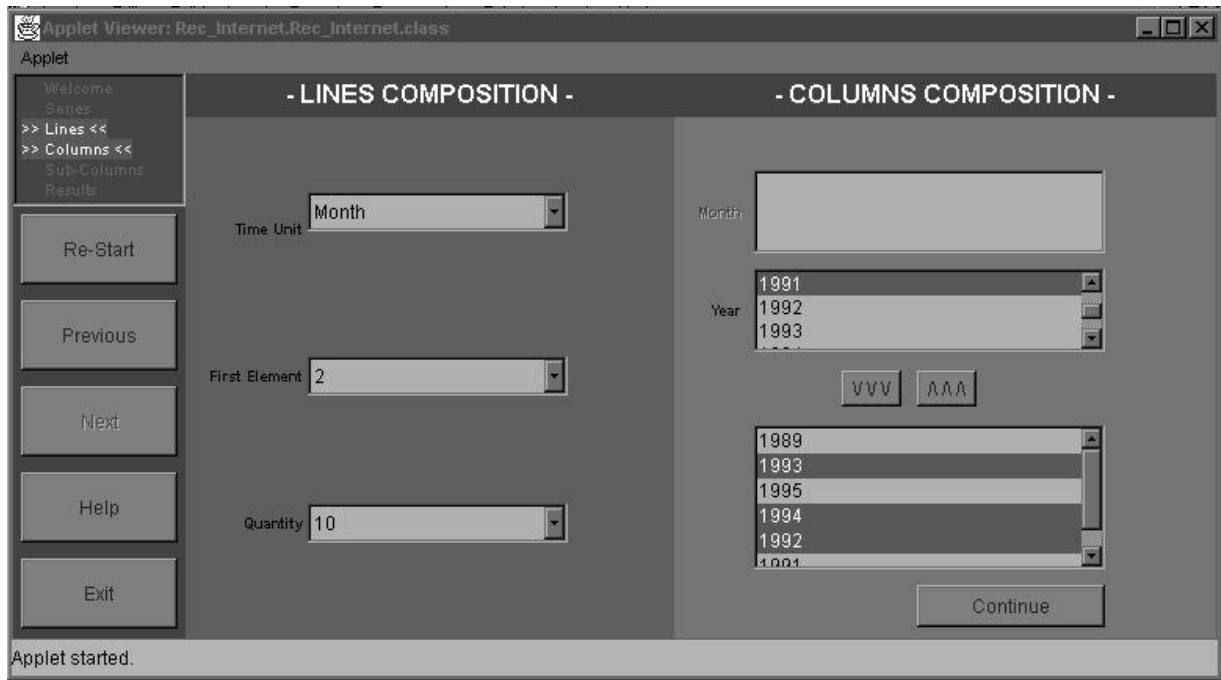 Applet Viewer: Rec_Internet.Rec_Internet.class
Applet
Welcome
Series
>> Lines <<
>> Columns <<
Sub-Columns
Results
Re-Start
Previous
Next
Help
Exit
- LINES COMPOSITION -
Time Unit Month
First Element 2
Quantity 10
- COLUMNS COMPOSITION -
Month
Year
1991
1992
1993
VVV ΛΛΛ
1989
1993
1995
1994
1992
1991
Continue
Applet started.